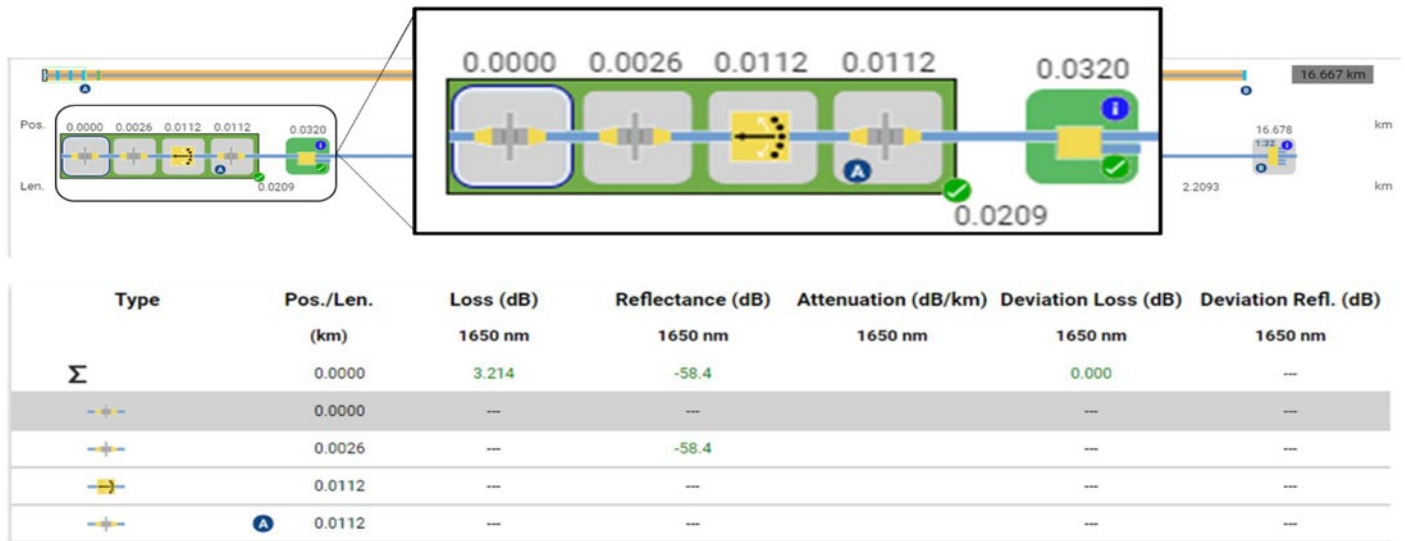 0.0000 0.0026 0.0112 0.0112 0.0320
A
i
0.0209
A
B
16.667 km
Pos. 0.0000 0.0026 0.0112 0.0112 0.0320 16.678 km
1:32 i
A
B
Len. 0.0209 2.2093 km
Type Pos./Len. Loss (dB) Reflectance (dB) Attenuation (dB/km) Deviation Loss (dB) Deviation Refl. (dB)
(km) 1650 nm 1650 nm 1650 nm 1650 nm 1650 nm
Σ 0.0000 3.214 -58.4 0.000 ---
0.0000 --- --- --- ---
0.0026 --- -58.4 --- ---
0.0112 --- --- --- ---
A 0.0112 --- --- --- ---